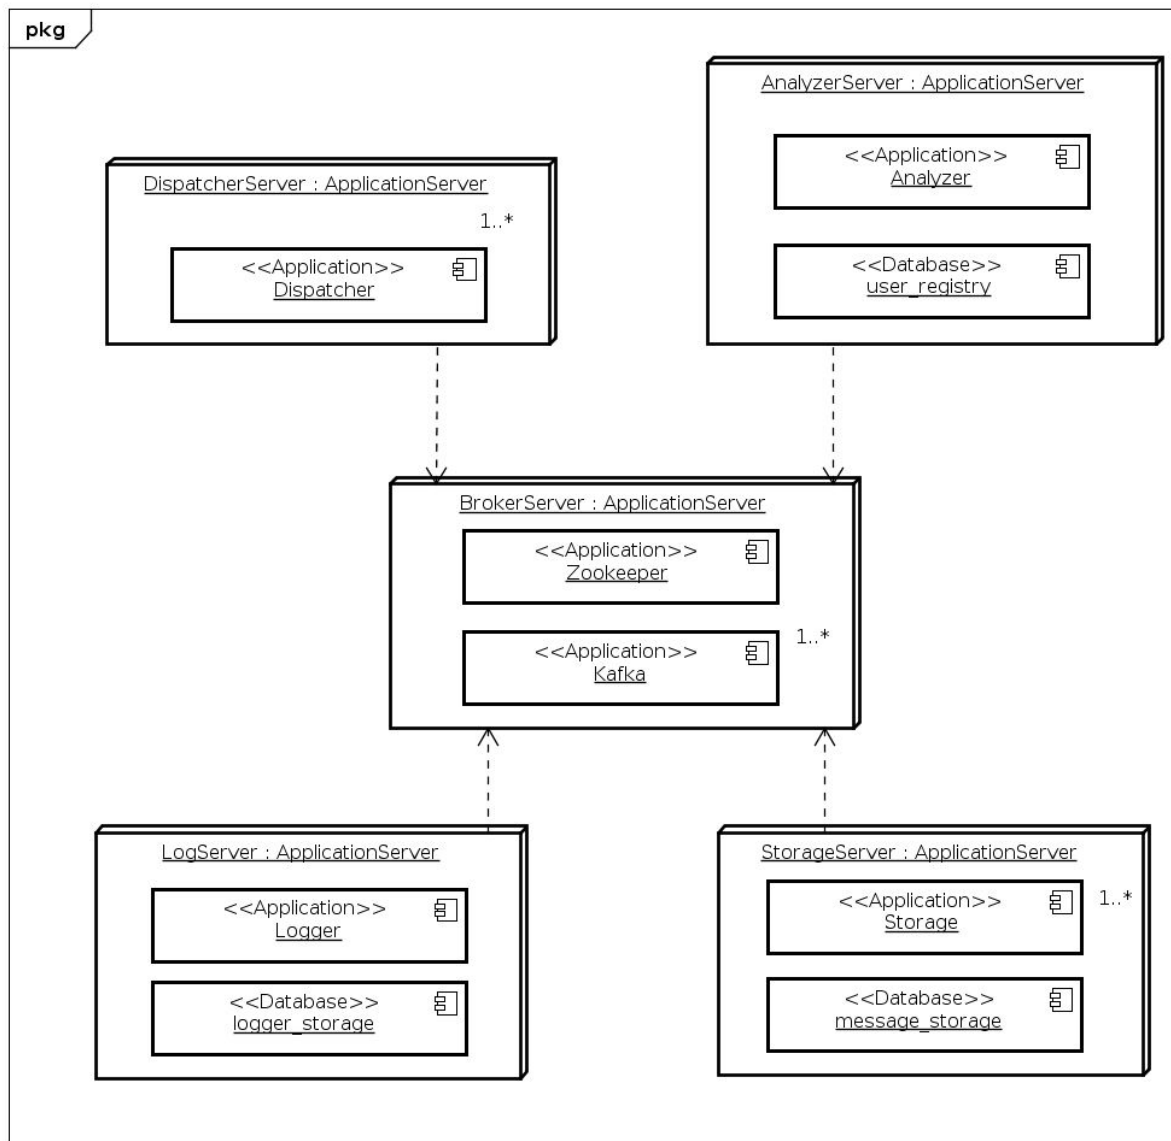 pkg
AnalyzerServer : ApplicationServer
<<Application>>
Analyzer
<<Database>>
user_registry
DispatcherServer : ApplicationServer
1..*
<<Application>>
Dispatcher
BrokerServer : ApplicationServer
<<Application>>
Zookeeper
1..*
<<Application>>
Kafka
LogServer : ApplicationServer
<<Application>>
Logger
<<Database>>
logger_storage
StorageServer : ApplicationServer
1..*
<<Application>>
Storage
<<Database>>
message_storage